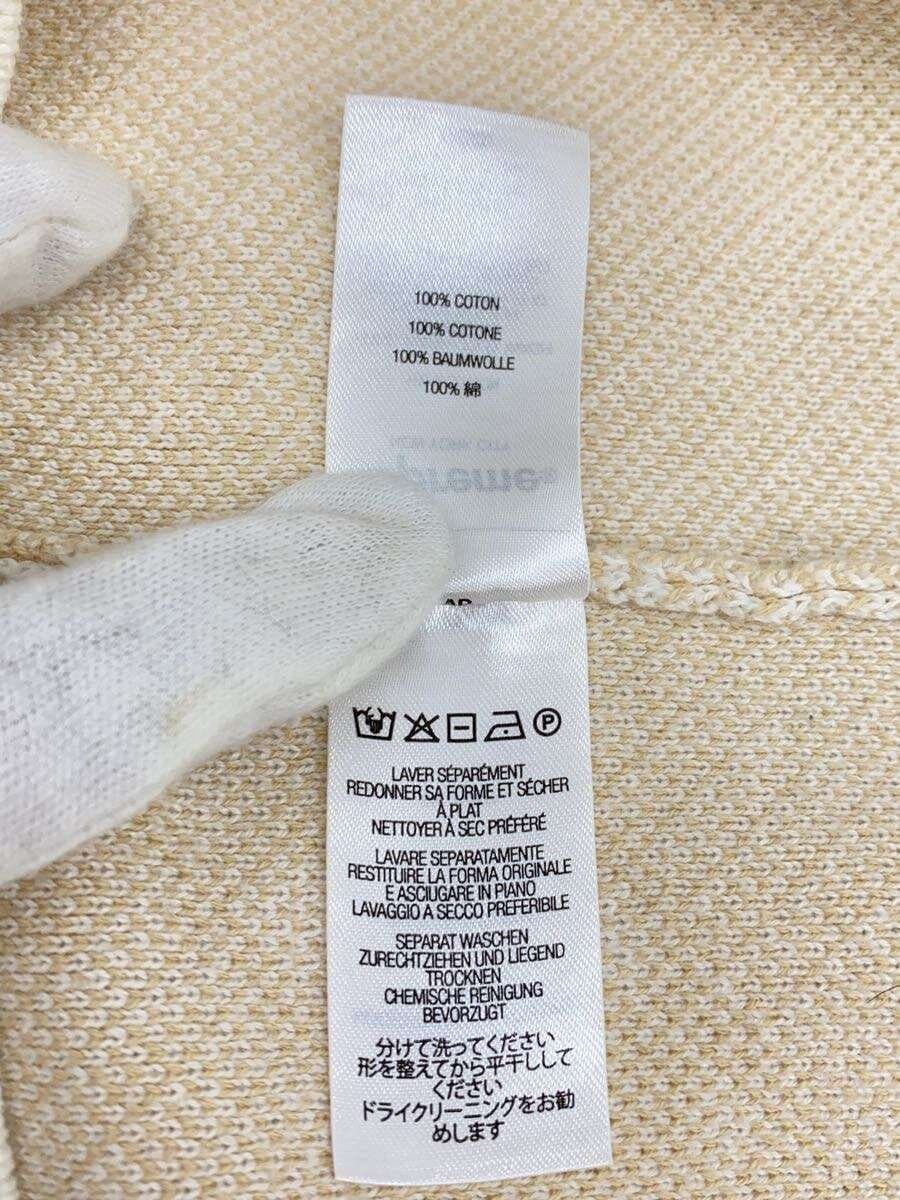 100% COTON
100% COTONE
100% BAUMWOLLE
100% 綿
P
LAVER SÉPARÉMENT
REDONNER SA FORME ET SÉCHER
À PLAT
NETTOYER À SEC PRÉFÉRÉ
LAVARE SEPARATAMENTE
RESTITUIRE LA FORMA ORIGINALE
E ASCIUGARE IN PIANO
LAVAGGIO A SECCO PREFERIBILE
SEPARAT WASCHEN
ZURECHTZIEHEN UND LIEGEND
TROCKNEN
CHEMISCHE REINIGUNG
BEVORZUGT
分けて洗ってください
形を整えてから平干しして
ください
ドライクリーニングをお勧
めします